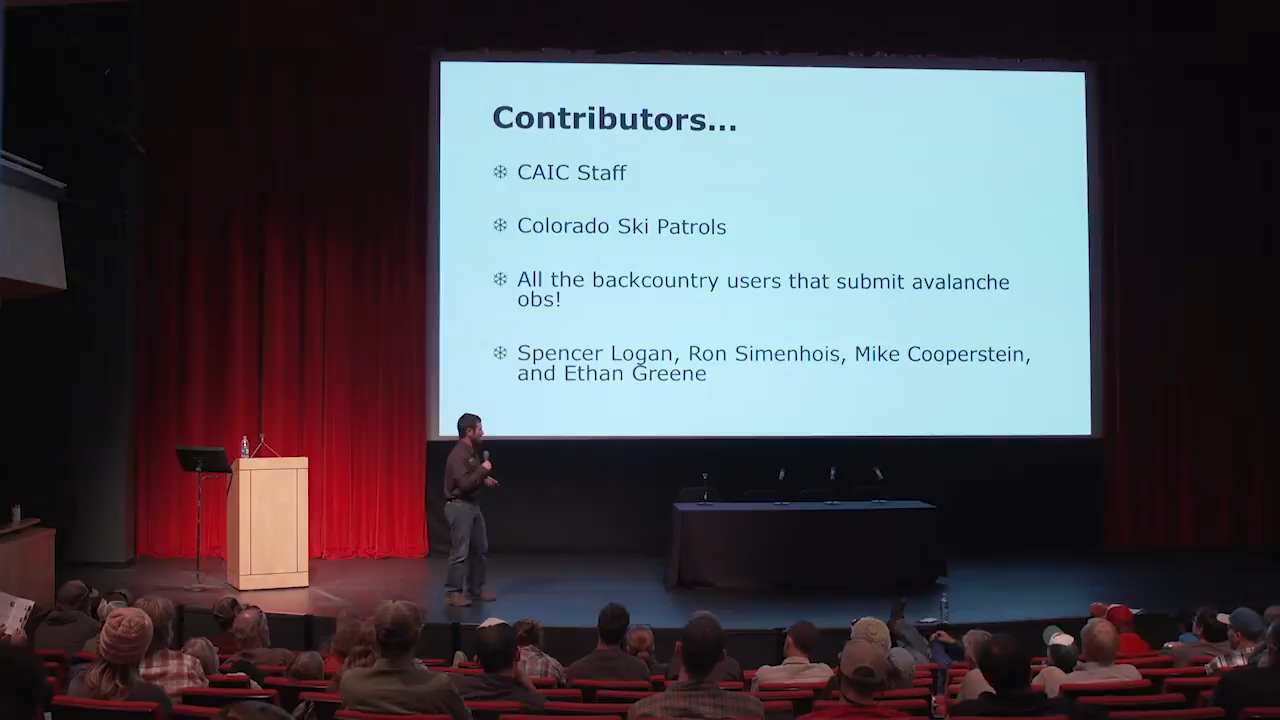 Contributors...
❄ CAIC Staff
❄ Colorado Ski Patrols
❄ All the backcountry users that submit avalanche
obs!
❄ Spencer Logan, Ron Simenhois, Mike Cooperstein,
and Ethan Greene